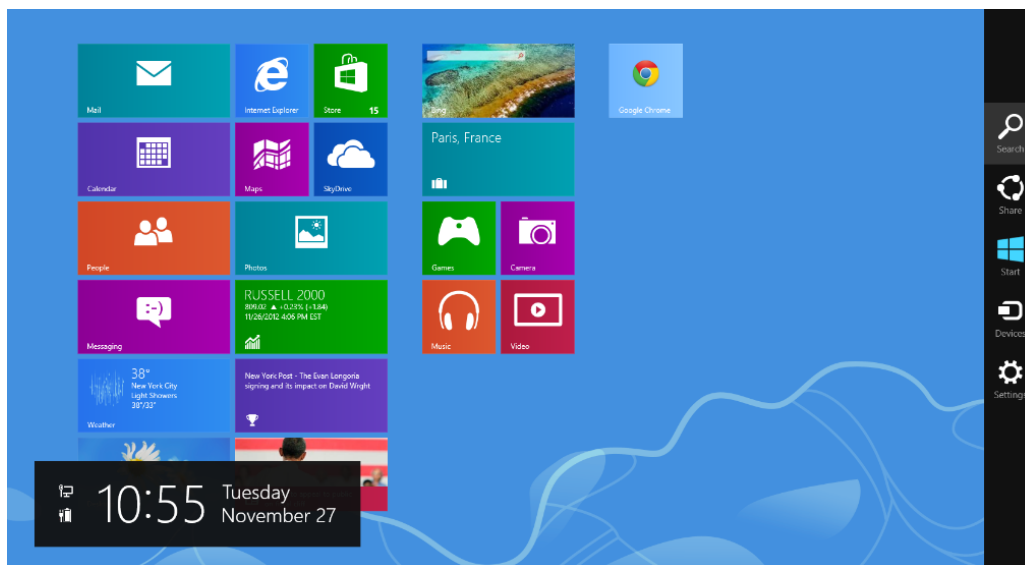 Mail
Internet Explorer
Store 15
Bing
Google Chrome
Calendar
Maps
SkyDrive
Paris, France
People
Photos
Games
Camera
Messaging
RUSSELL 2000
809.02 ▲ +0.23% (+1.84)
11/26/2012 4:06 PM EST
Music
Video
38°
New York City
Light Showers
38°/33°
Weather
New York Post - The Evan Longoria
signing and its impact on David Wright
10:55
Tuesday
November 27
Search
Share
Start
Devices
Settings